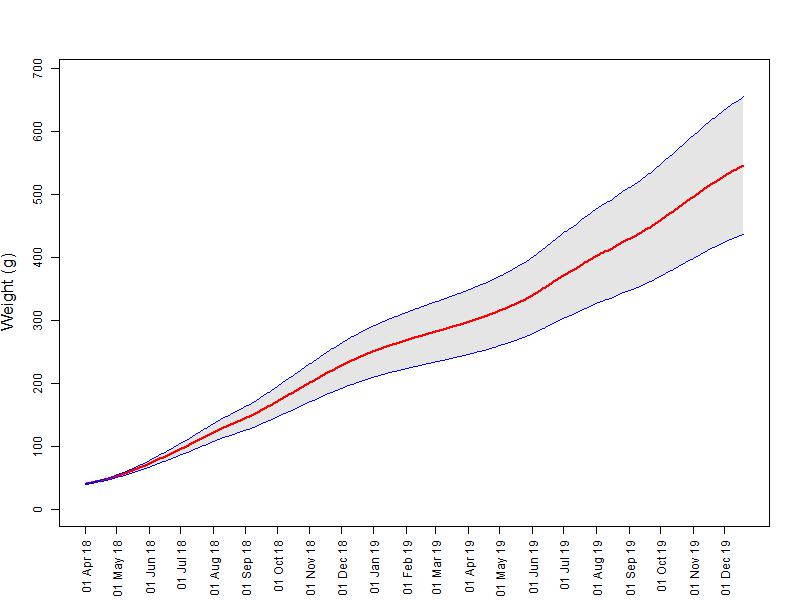 Weight (g)
700
600
500
400
300
200
100
0
01 Apr 18
01 May 18
01 Jun 18
01 Jul 18
01 Aug 18
01 Sep 18
01 Oct 18
01 Nov 18
01 Dec 18
01 Jan 19
01 Feb 19
01 Mar 19
01 Apr 19
01 May 19
01 Jun 19
01 Jul 19
01 Aug 19
01 Sep 19
01 Oct 19
01 Nov 19
01 Dec 19